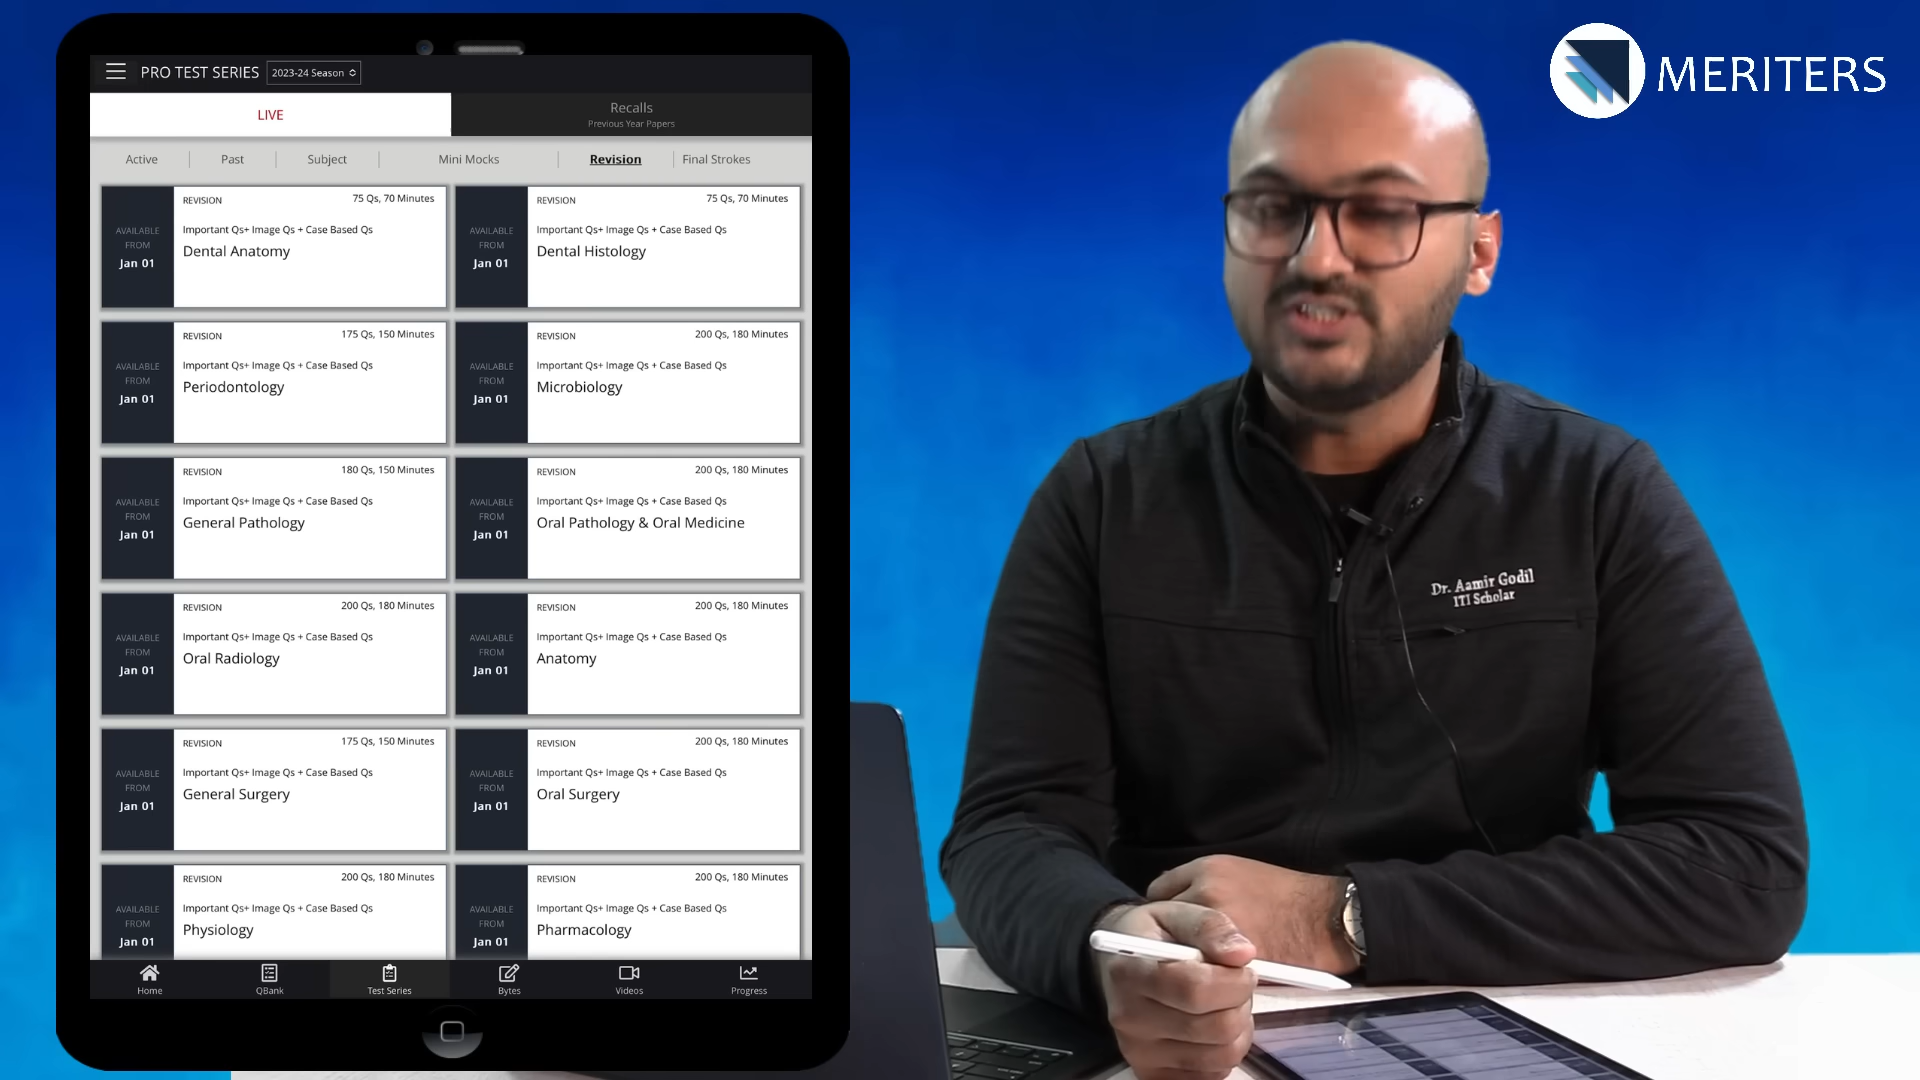 PRO TEST SERIES 2023-24 Season
LIVE
Recalls
Previous Year Papers
Active Past Subject Mini Mocks Revision Final Strokes
AVAILABLE
FROM
Jan 01
REVISION 75 Qs, 70 Minutes
Important Qs+ Image Qs + Case Based Qs
Dental Anatomy
AVAILABLE
FROM
Jan 01
REVISION 75 Qs, 70 Minutes
Important Qs+ Image Qs + Case Based Qs
Dental Histology
AVAILABLE
FROM
Jan 01
REVISION 175 Qs, 150 Minutes
Important Qs+ Image Qs + Case Based Qs
Periodontology
AVAILABLE
FROM
Jan 01
REVISION 200 Qs, 180 Minutes
Important Qs+ Image Qs + Case Based Qs
Microbiology
AVAILABLE
FROM
Jan 01
REVISION 180 Qs, 150 Minutes
Important Qs+ Image Qs + Case Based Qs
General Pathology
AVAILABLE
FROM
Jan 01
REVISION 200 Qs, 180 Minutes
Important Qs+ Image Qs + Case Based Qs
Oral Pathology & Oral Medicine
AVAILABLE
FROM
Jan 01
REVISION 200 Qs, 180 Minutes
Important Qs+ Image Qs + Case Based Qs
Oral Radiology
AVAILABLE
FROM
Jan 01
REVISION 200 Qs, 180 Minutes
Important Qs+ Image Qs + Case Based Qs
Anatomy
AVAILABLE
FROM
Jan 01
REVISION 175 Qs, 150 Minutes
Important Qs+ Image Qs + Case Based Qs
General Surgery
AVAILABLE
FROM
Jan 01
REVISION 200 Qs, 180 Minutes
Important Qs+ Image Qs + Case Based Qs
Oral Surgery
AVAILABLE
FROM
Jan 01
REVISION 200 Qs, 180 Minutes
Important Qs+ Image Qs + Case Based Qs
Physiology
AVAILABLE
FROM
Jan 01
REVISION 200 Qs, 180 Minutes
Important Qs+ Image Qs + Case Based Qs
Pharmacology
Home QBank Test Series Bytes Videos Progress
MERITERS
Dr. Aamir Godil
ITI Scholar